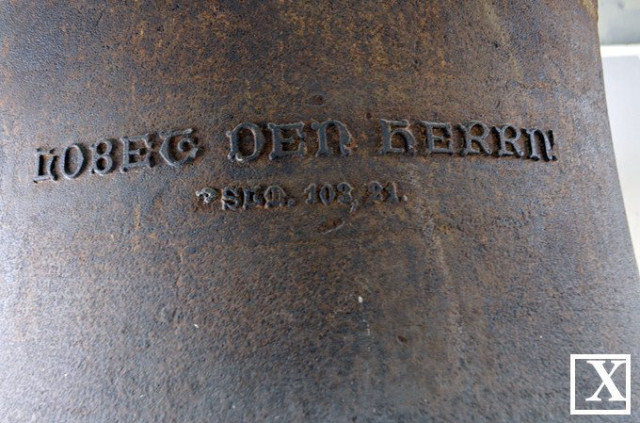 LOBET DEN HERRN
PSLM. 103, 21.
X